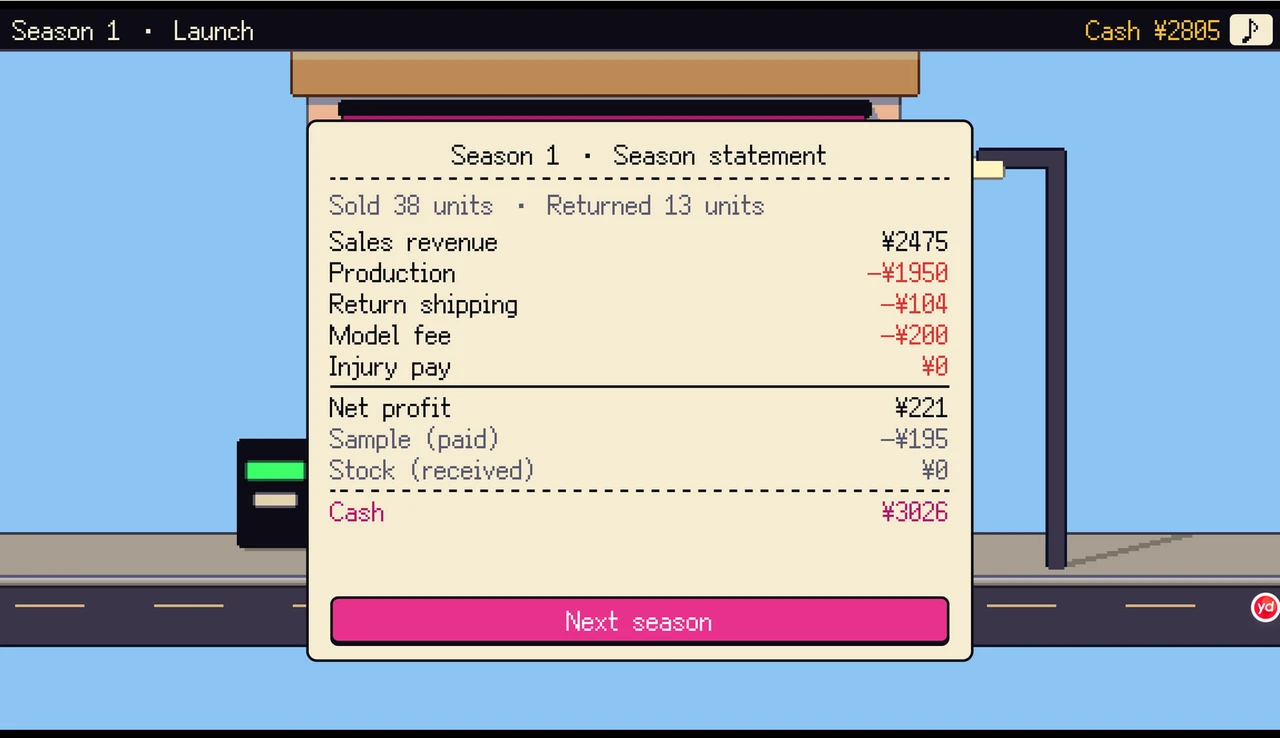 Season 1 · Launch
Cash ¥2805
Season 1 · Season statement
Sold 38 units · Returned 13 units
Sales revenue ¥2475
Production −¥1950
Return shipping −¥104
Model fee −¥200
Injury pay ¥0
Net profit ¥221
Sample (paid) −¥195
Stock (received) ¥0
Cash ¥3026
Next season
yd